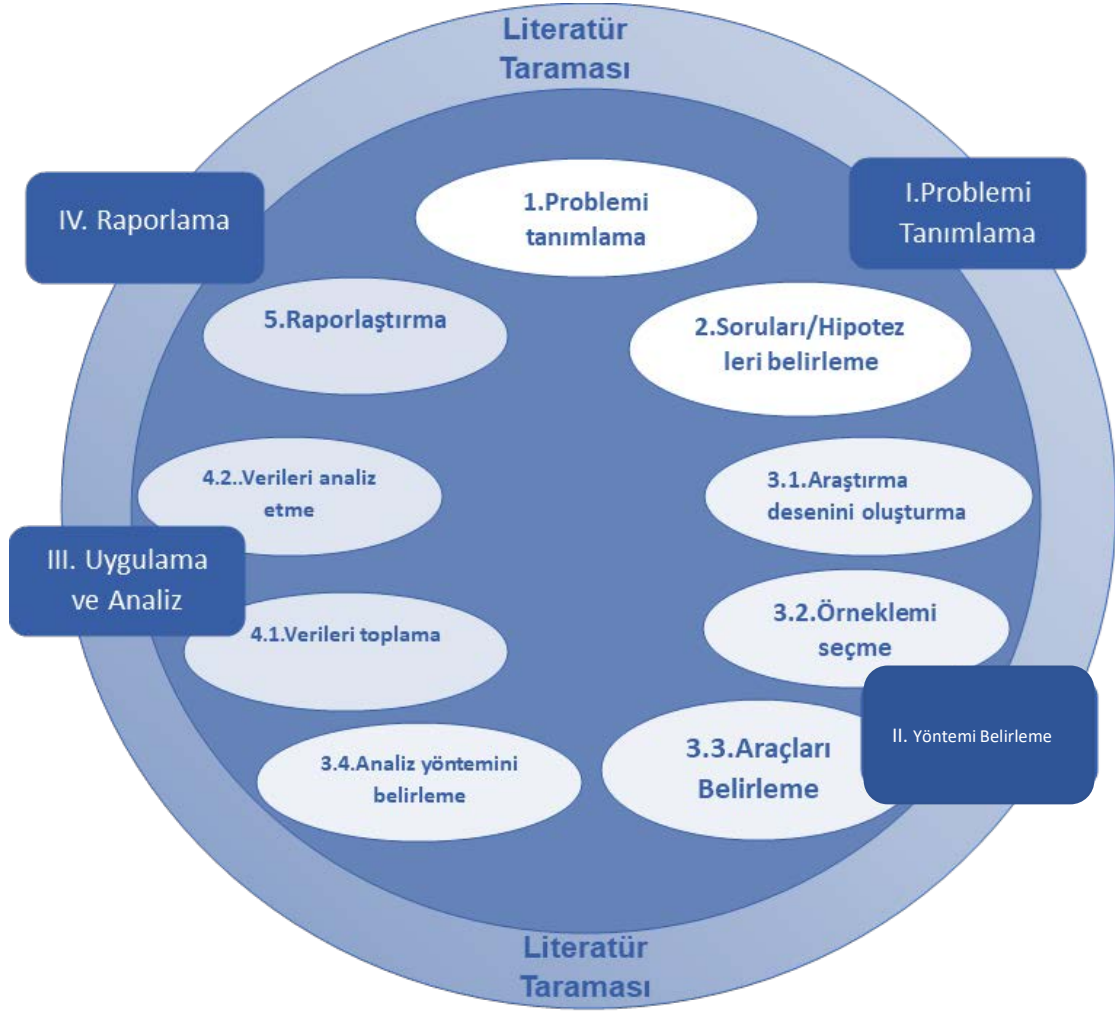 Literatür
Taraması
IV. Raporlama
I.Problemi
Tanımlama
1.Problemi
tanımlama
5.Raporlaştırma
2.Soruları/Hipotez
leri belirleme
4.2..Verileri analiz
etme
3.1.Araştırma
desenini oluşturma
III. Uygulama
ve Analiz
3.2.Örneklemi
seçme
4.1.Verileri toplama
II. Yöntemi Belirleme
3.3.Araçları
Belirleme
3.4.Analiz yöntemini
belirleme
Literatür
Taraması